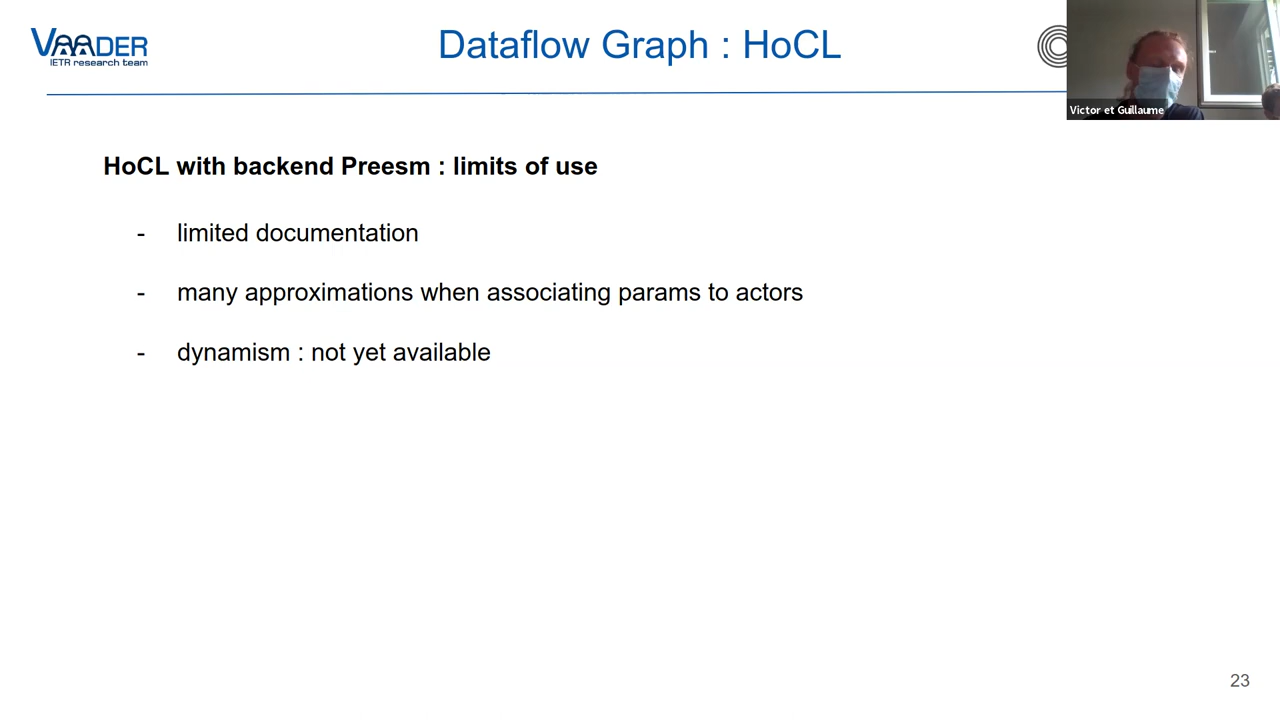 VAADER
IETR research team
Dataflow Graph : HoCL
Victor et Guillaume
HoCL with backend Preesm : limits of use
- limited documentation
- many approximations when associating params to actors
- dynamism : not yet available
23